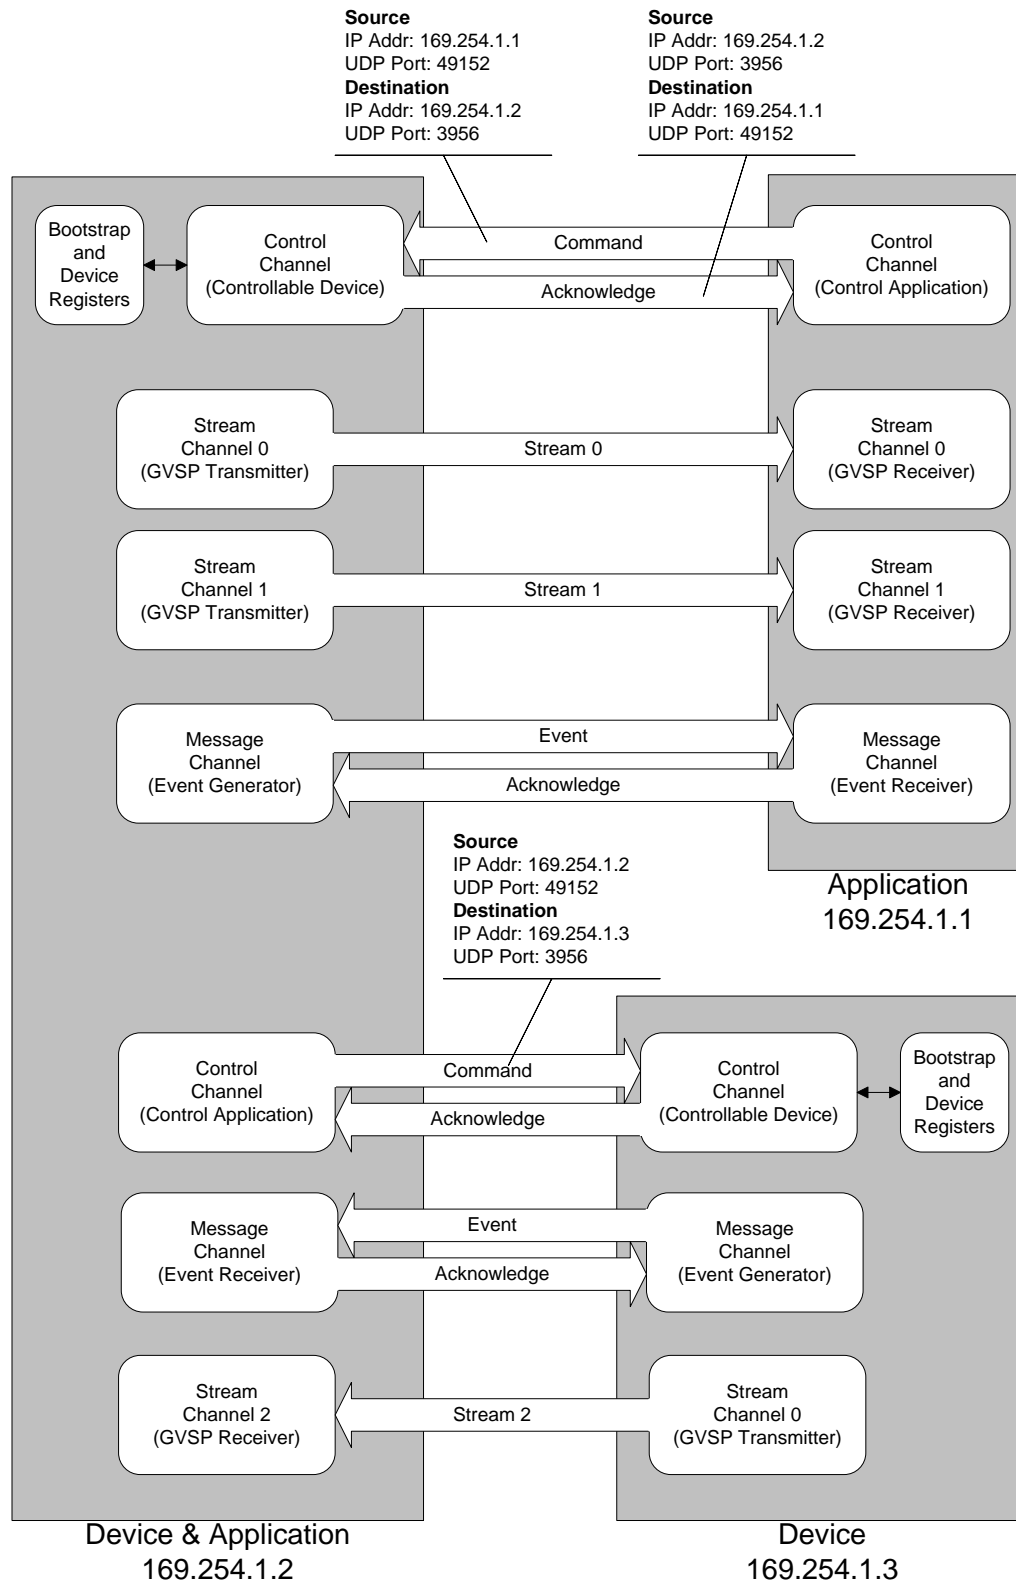 Source
IP Addr: 169.254.1.1
UDP Port: 49152
Destination
IP Addr: 169.254.1.2
UDP Port: 3956
Source
IP Addr: 169.254.1.2
UDP Port: 3956
Destination
IP Addr: 169.254.1.1
UDP Port: 49152
Bootstrap
and
Device
Registers
Control
Channel
(Controllable Device)
Command
Acknowledge
Control
Channel
(Control Application)
Stream
Channel 0
(GVSP Transmitter)
Stream 0
Stream
Channel 0
(GVSP Receiver)
Stream
Channel 1
(GVSP Transmitter)
Stream 1
Stream
Channel 1
(GVSP Receiver)
Message
Channel
(Event Generator)
Event
Acknowledge
Message
Channel
(Event Receiver)
Application
169.254.1.1
Source
IP Addr: 169.254.1.2
UDP Port: 49152
Destination
IP Addr: 169.254.1.3
UDP Port: 3956
Control
Channel
(Control Application)
Command
Acknowledge
Control
Channel
(Controllable Device)
Bootstrap
and
Device
Registers
Message
Channel
(Event Receiver)
Event
Acknowledge
Message
Channel
(Event Generator)
Stream
Channel 2
(GVSP Receiver)
Stream 2
Stream
Channel 0
(GVSP Transmitter)
Device & Application
169.254.1.2
Device
169.254.1.3